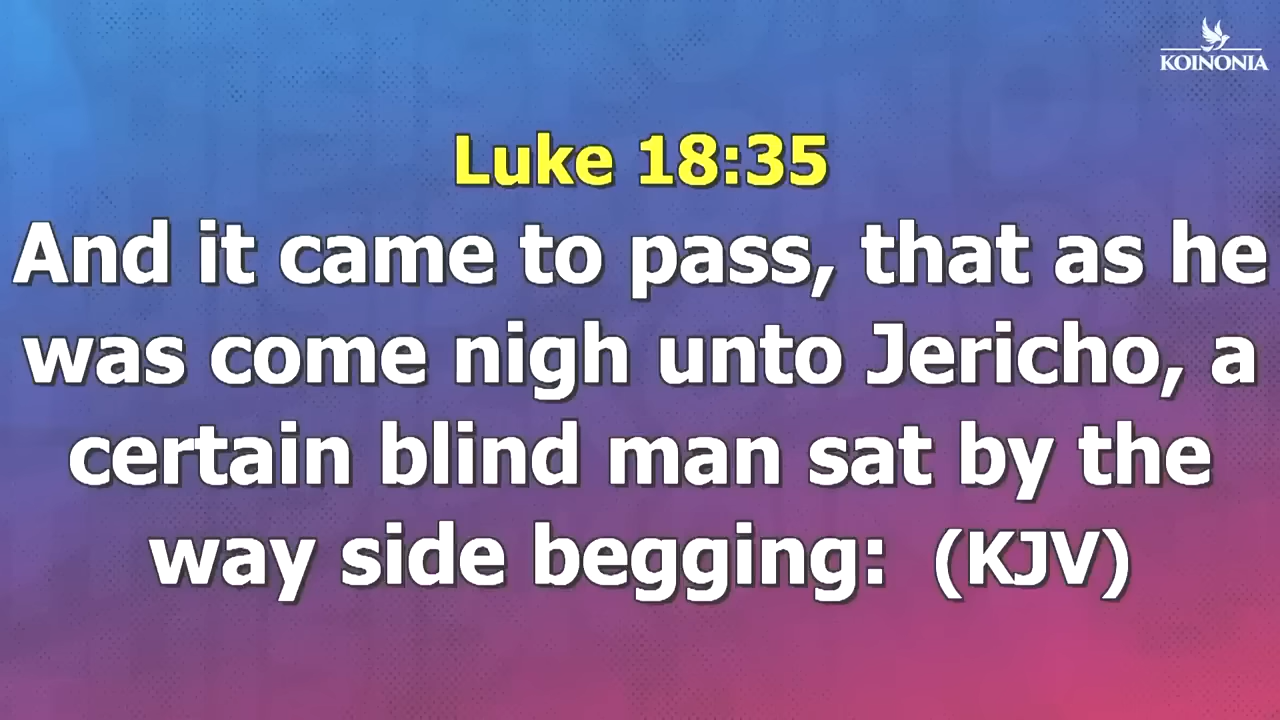 KOINONIA
Luke 18:35
And it came to pass, that as he
was come nigh unto Jericho, a
certain blind man sat by the
way side begging:  (KJV)